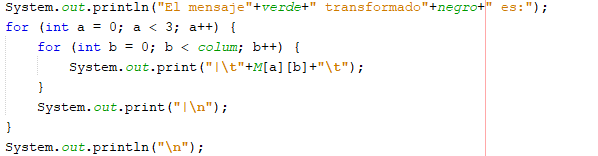 System.out.println("El mensaje"+verde+" transformado"+negro+" es:");
for (int a = 0; a < 3; a++) {
for (int b = 0; b < colum; b++) {
System.out.print("|\t"+M[a][b]+"\t");
}
System.out.print("|\n");
}
System.out.println("\n");